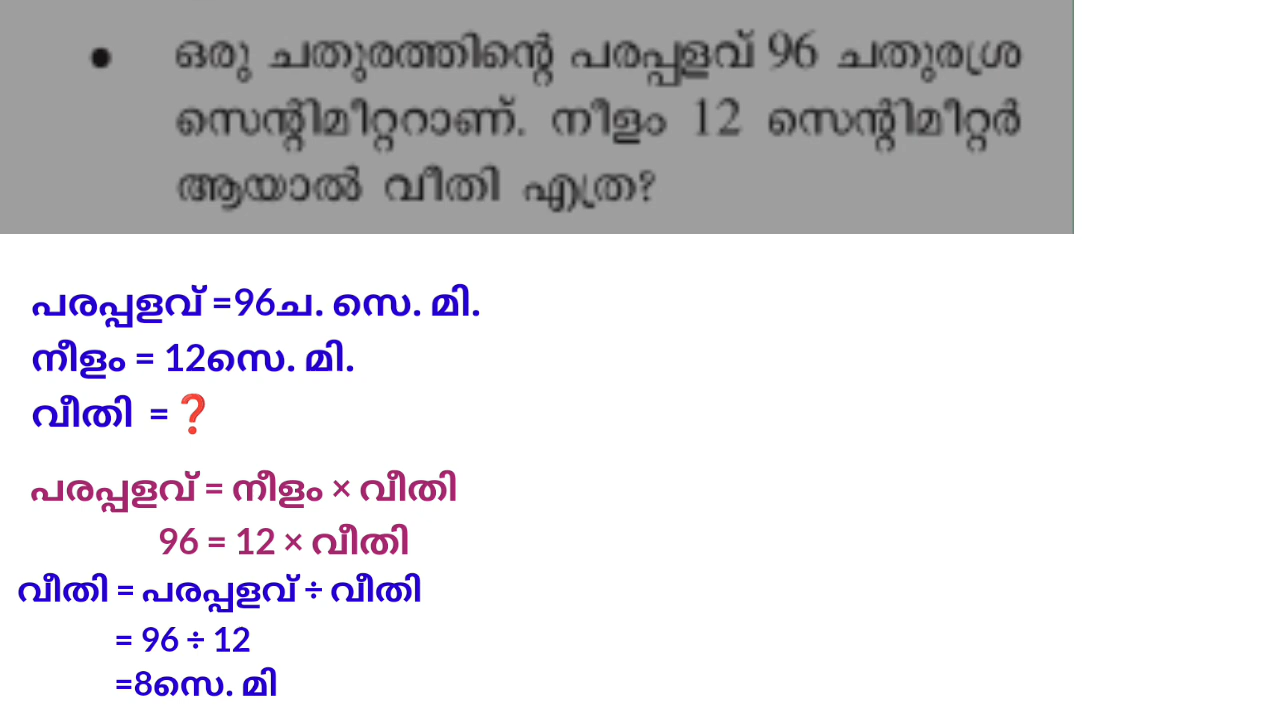 • ഒരു ചതുരത്തിന്റെ പരപ്പളവ് 96 ചതുരശ്ര
സെന്റിമീറ്ററാണ്. നീളം 12 സെന്റിമീറ്റർ
ആയാൽ വീതി എത്ര?
പരപ്പളവ് =96ച. സെ. മി.
നീളം = 12സെ. മി.
വീതി = ❓
പരപ്പളവ് = നീളം × വീതി
96 = 12 × വീതി
വീതി = പരപ്പളവ് ÷ വീതി
= 96 ÷ 12
=8സെ. മി